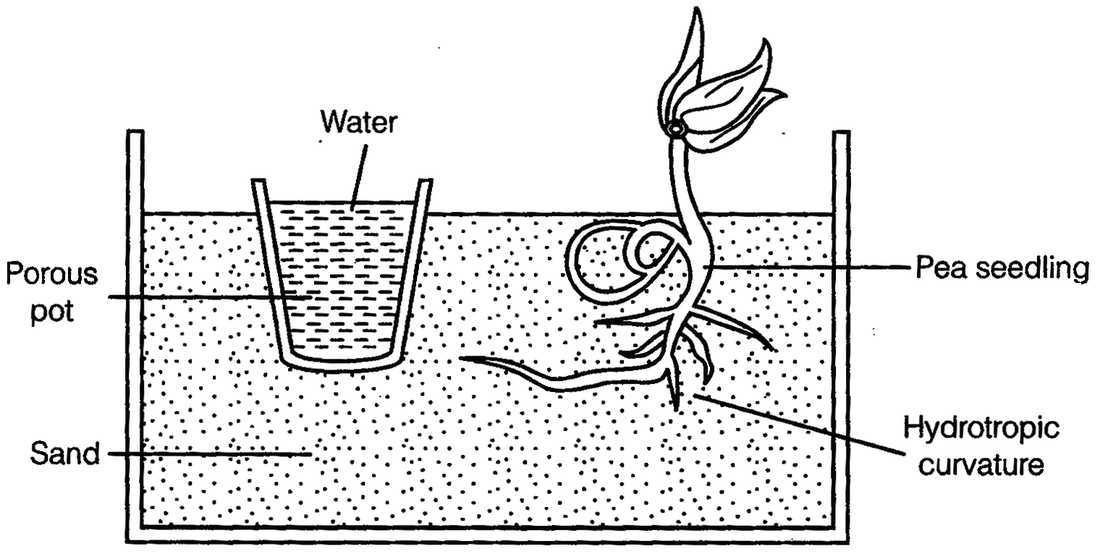 Water
Porous
pot
Pea seedling
Hydrotropic
curvature
Sand